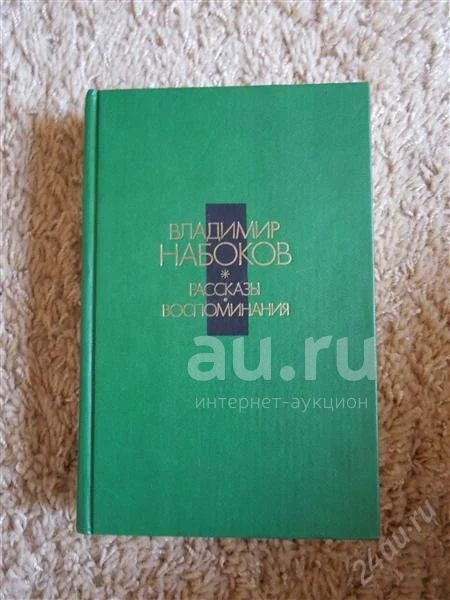 ВЛАДИМИР
НАБОКОВ
*
РАССКАЗЫ
ВОСПОМИНАНИЯ
au.ru
интернет-аукцион
24au.ru